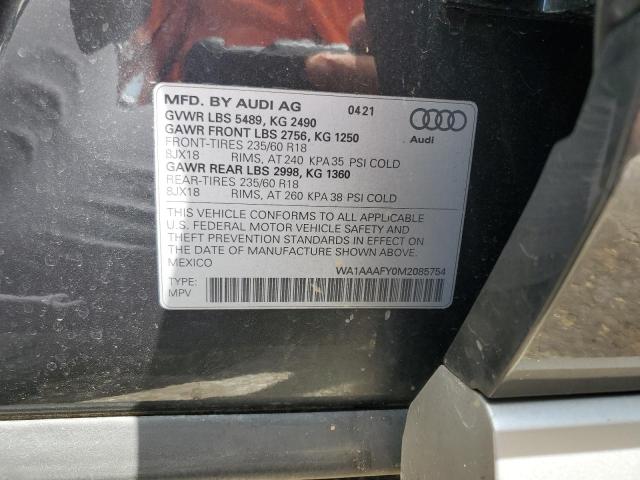 MFD. BY AUDI AG 04 21
GVWR LBS 5489, KG 2490
GAWR FRONT LBS 2756, KG 1250
FRONT-TIRES 235/60 R18
8JX18 RIMS, AT 240 KPA 35 PSI COLD
GAWR REAR LBS 2998, KG 1360
REAR-TIRES 235/60 R18
8JX18 RIMS, AT 260 KPA 38 PSI COLD
Audi
THIS VEHICLE CONFORMS TO ALL APPLICABLE
U.S. FEDERAL MOTOR VEHICLE SAFETY AND
THEFT PREVENTION STANDARDS IN EFFECT ON
THE DATE OF MANUFACTURE SHOWN ABOVE.
MEXICO WA1AAAFY0M2085754
TYPE:
MPV